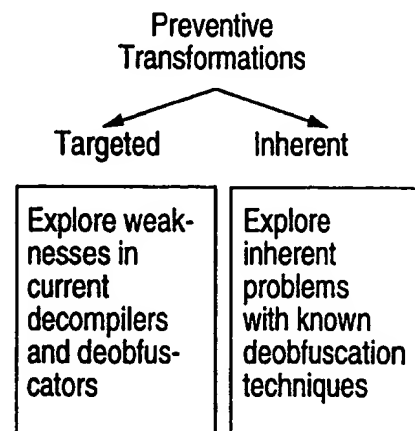 Preventive
Transformations
Targeted
Inherent
Explore weak-
nesses in
current
decompilers
and deobfus-
cators
Explore
inherent
problems
with known
deobfuscation
techniques